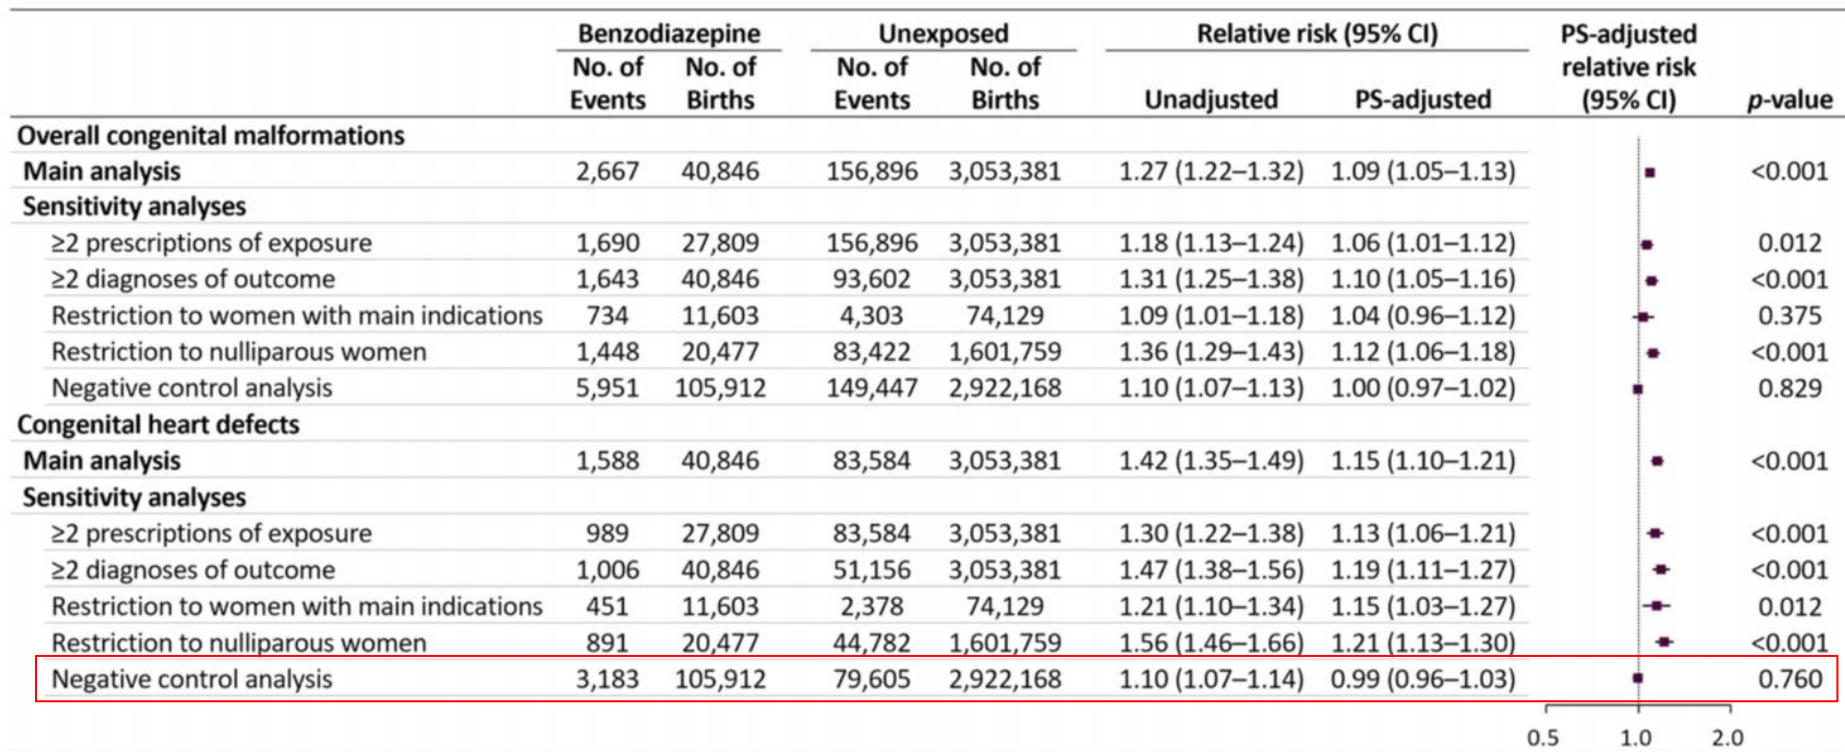 Benzodiazepine Unexposed Relative risk (95% CI) PS-adjusted
No. of No. of No. of No. of relative risk
Events Births Events Births Unadjusted PS-adjusted (95% CI) p-value
Overall congenital malformations
Main analysis 2,667 40,846 156,896 3,053,381 1.27 (1.22–1.32) 1.09 (1.05–1.13) <0.001
Sensitivity analyses
≥2 prescriptions of exposure 1,690 27,809 156,896 3,053,381 1.18 (1.13–1.24) 1.06 (1.01–1.12) 0.012
≥2 diagnoses of outcome 1,643 40,846 93,602 3,053,381 1.31 (1.25–1.38) 1.10 (1.05–1.16) <0.001
Restriction to women with main indications 734 11,603 4,303 74,129 1.09 (1.01–1.18) 1.04 (0.96–1.12) 0.375
Restriction to nulliparous women 1,448 20,477 83,422 1,601,759 1.36 (1.29–1.43) 1.12 (1.06–1.18) <0.001
Negative control analysis 5,951 105,912 149,447 2,922,168 1.10 (1.07–1.13) 1.00 (0.97–1.02) 0.829
Congenital heart defects
Main analysis 1,588 40,846 83,584 3,053,381 1.42 (1.35–1.49) 1.15 (1.10–1.21) <0.001
Sensitivity analyses
≥2 prescriptions of exposure 989 27,809 83,584 3,053,381 1.30 (1.22–1.38) 1.13 (1.06–1.21) <0.001
≥2 diagnoses of outcome 1,006 40,846 51,156 3,053,381 1.47 (1.38–1.56) 1.19 (1.11–1.27) <0.001
Restriction to women with main indications 451 11,603 2,378 74,129 1.21 (1.10–1.34) 1.15 (1.03–1.27) 0.012
Restriction to nulliparous women 891 20,477 44,782 1,601,759 1.56 (1.46–1.66) 1.21 (1.13–1.30) <0.001
Negative control analysis 3,183 105,912 79,605 2,922,168 1.10 (1.07–1.14) 0.99 (0.96–1.03) 0.760
0.5 1.0 2.0